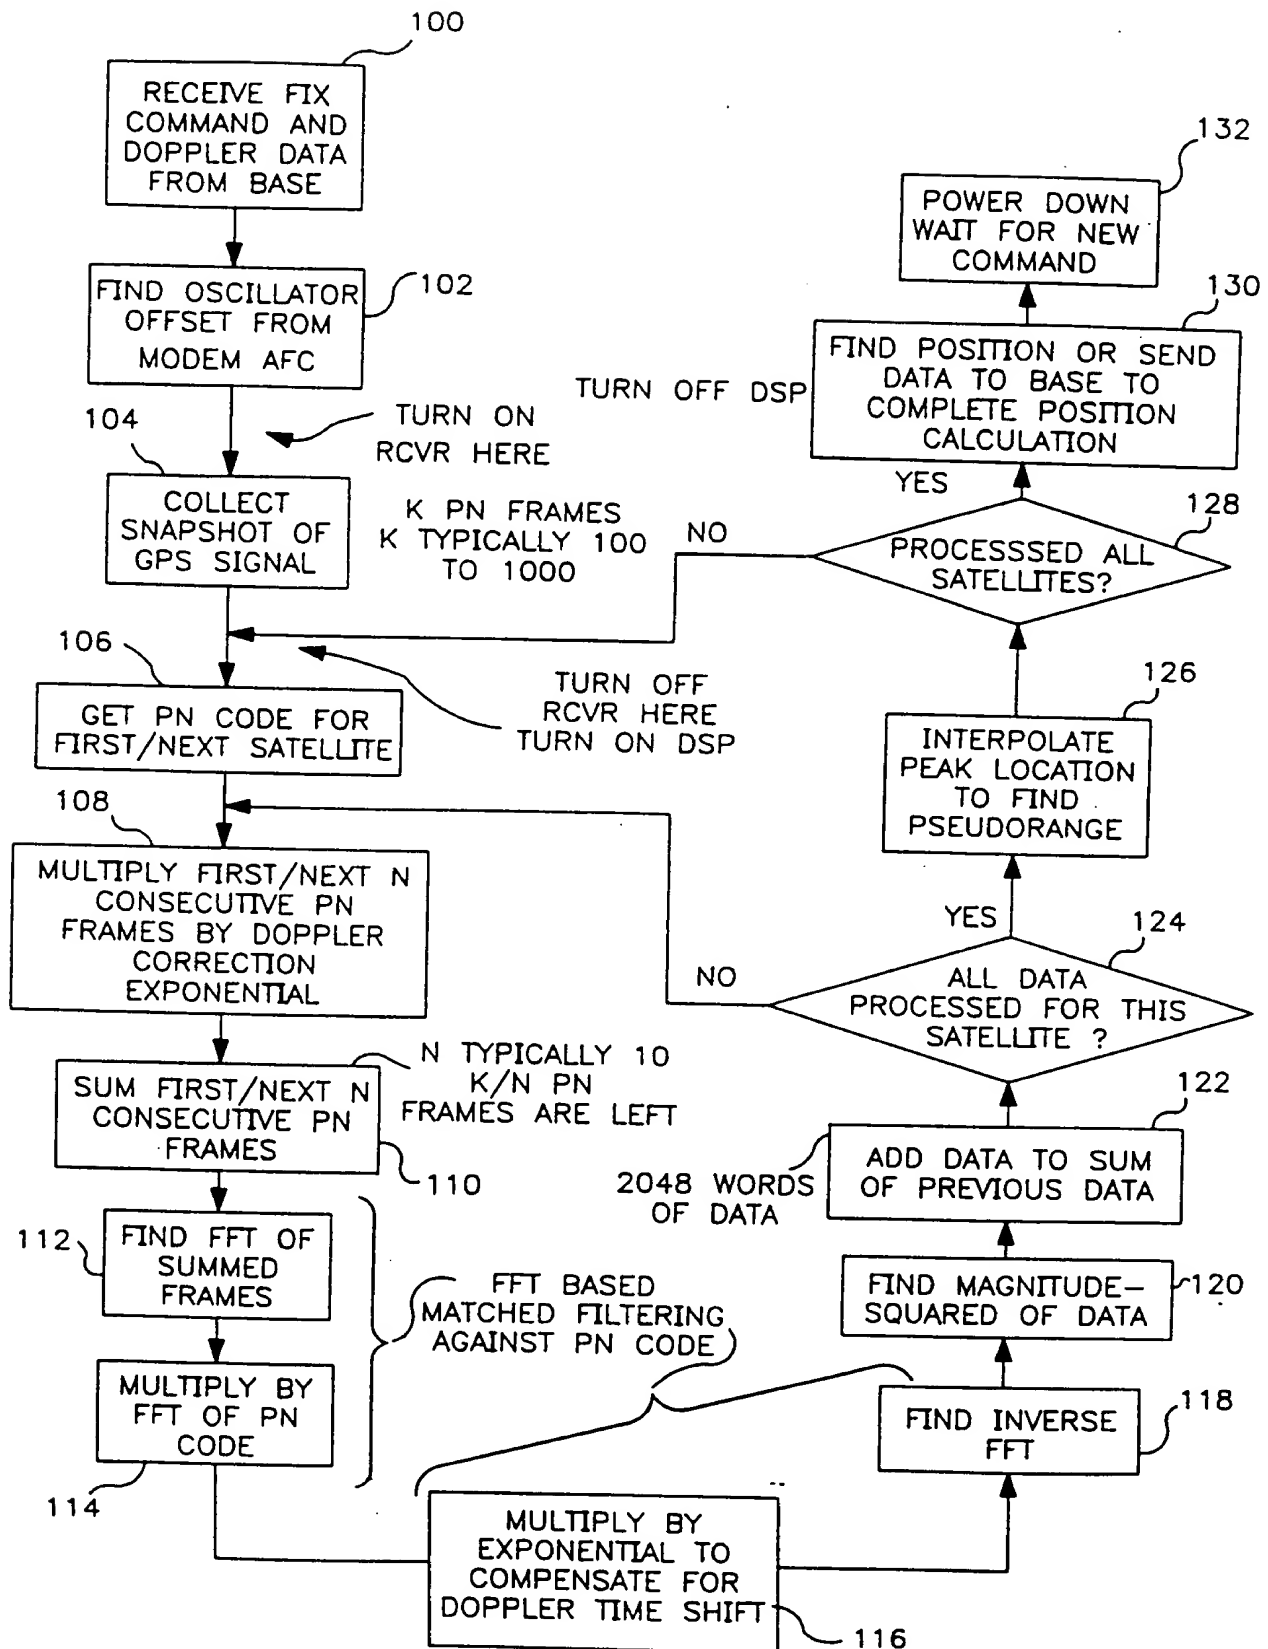 100
RECEIVE FIX
COMMAND AND
DOPPLER DATA
FROM BASE
FIND OSCILLATOR
OFFSET FROM
MODEM AFC
102
TURN ON
RCVR HERE
104
COLLECT
SNAPSHOT OF
GPS SIGNAL
K PN FRAMES
K TYPICALLY 100
TO 1000
106
GET PN CODE FOR
FIRST/NEXT SATELLITE
TURN OFF
RCVR HERE
TURN ON DSP
108
MULTIPLY FIRST/NEXT N
CONSECUTIVE PN
FRAMES BY DOPPLER
CORRECTION
EXPONENTIAL
N TYPICALLY 10
K/N PN
FRAMES ARE LEFT
SUM FIRST/NEXT N
CONSECUTIVE PN
FRAMES
110
112
FIND FFT OF
SUMMED
FRAMES
FFT BASED
MATCHED FILTERING
AGAINST PN CODE
MULTIPLY BY
FFT OF PN
CODE
114
MULTIPLY BY
EXPONENTIAL TO
COMPENSATE FOR
DOPPLER TIME SHIFT
116
FIND INVERSE
FFT
118
FIND MAGNITUDE-
SQUARED OF DATA
120
2048 WORDS
OF DATA
ADD DATA TO SUM
OF PREVIOUS DATA
122
ALL DATA
PROCESSED FOR THIS
SATELLITE ?
124
NO
YES
INTERPOLATE
PEAK LOCATION
TO FIND
PSEUDORANGE
126
PROCESSSED ALL
SATELLITES?
128
NO
YES
TURN OFF DSP
FIND POSITION OR SEND
DATA TO BASE TO
COMPLETE POSITION
CALCULATION
130
POWER DOWN
WAIT FOR NEW
COMMAND
132